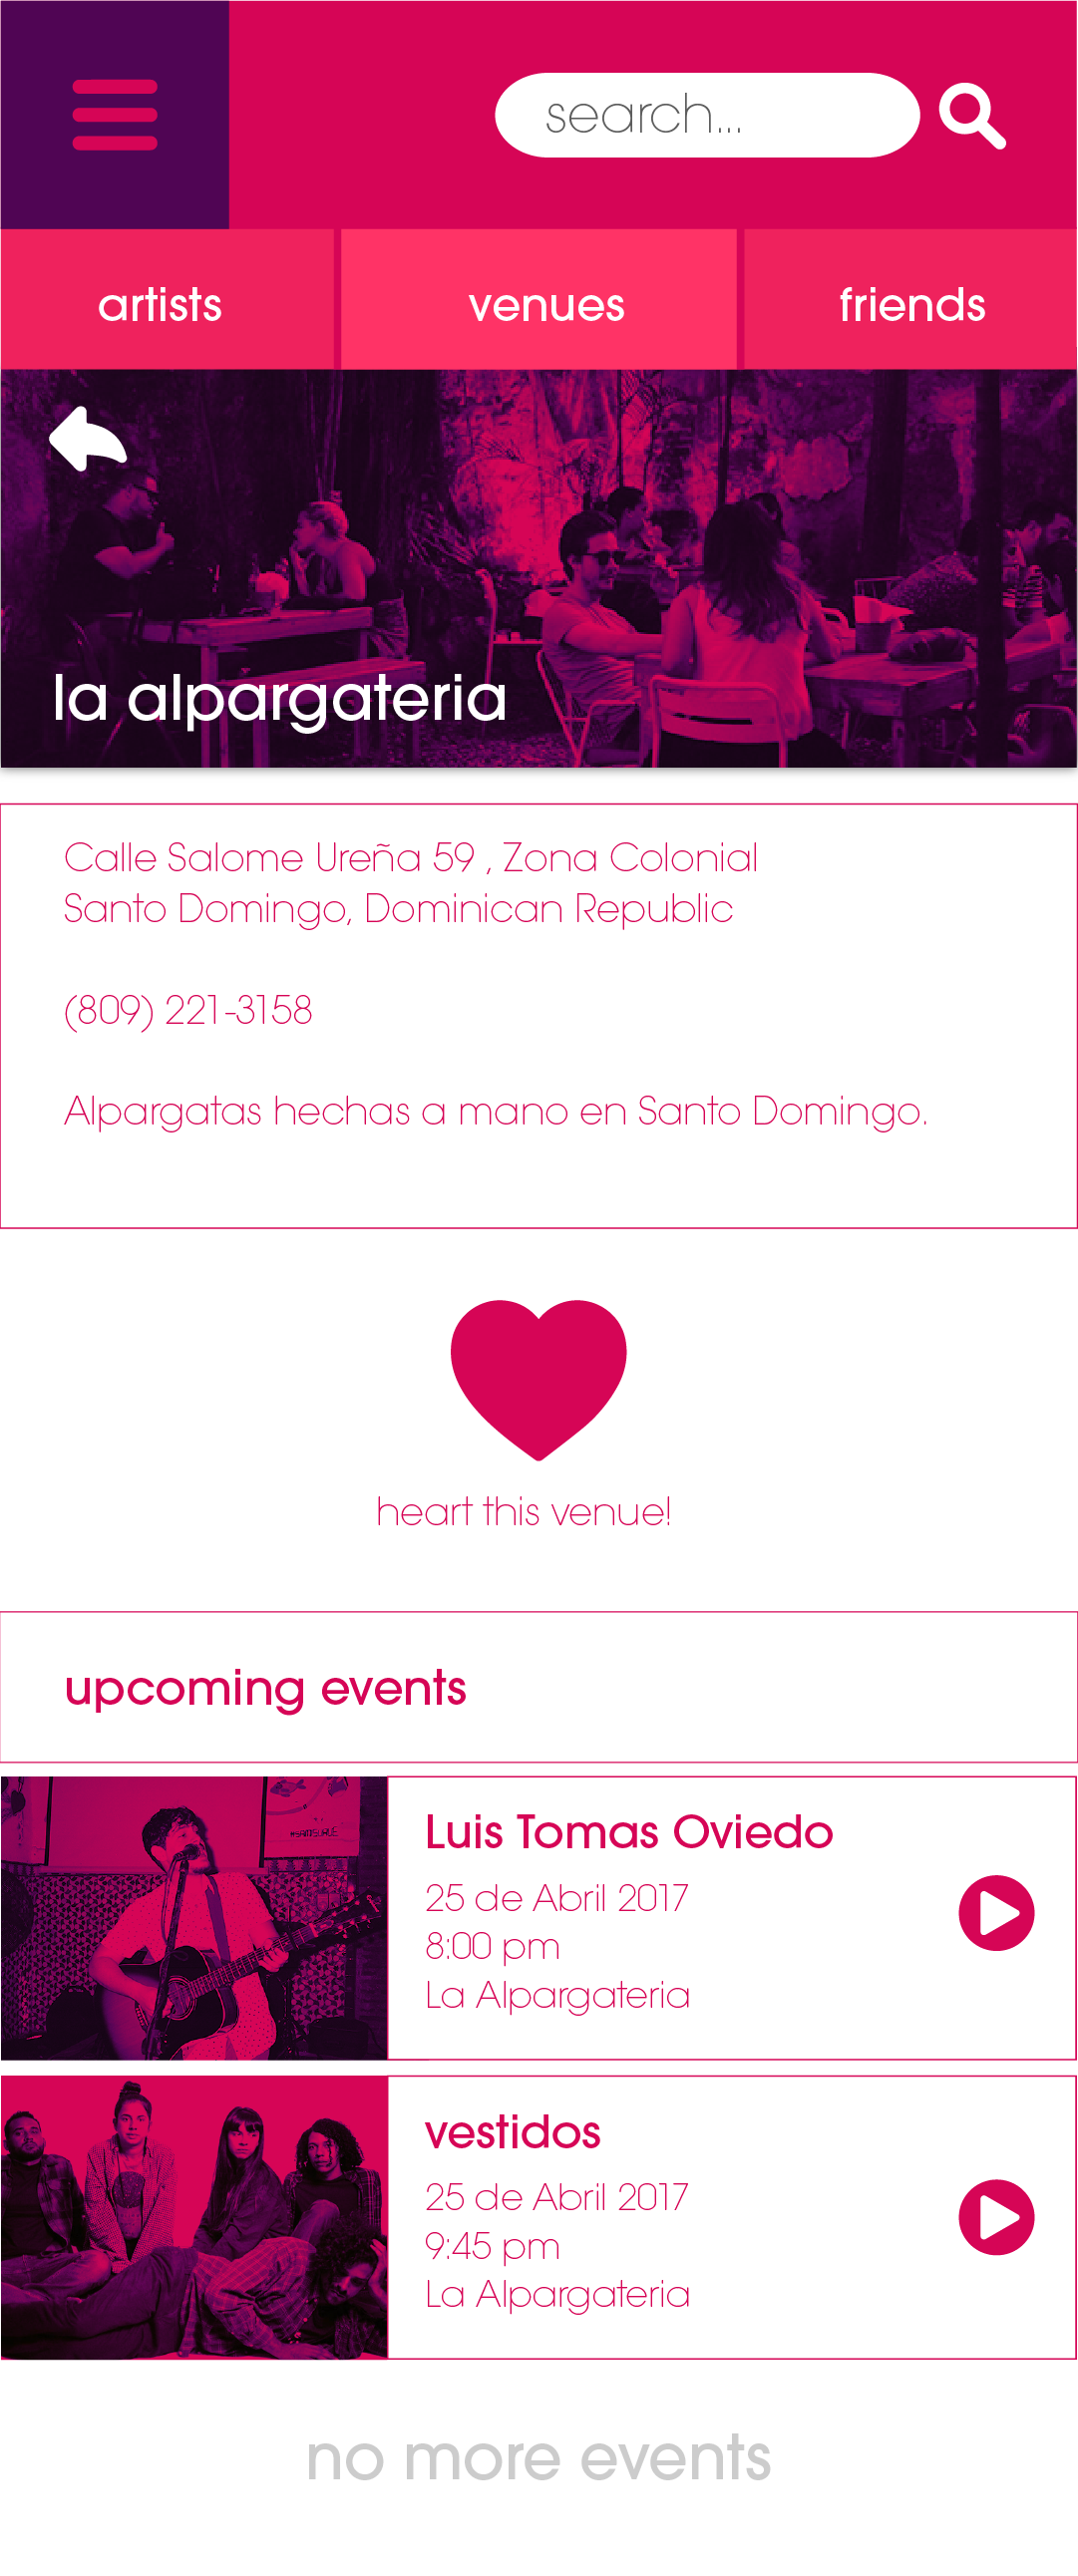 search...
artists
venues
friends
la alpargateria
Calle Salome Ureña 59 , Zona Colonial
Santo Domingo, Dominican Republic
(809) 221-3158
Alpargatas hechas a mano en Santo Domingo.
heart this venue!
upcoming events
#SAMBURLE
Luis Tomas Oviedo
25 de Abril 2017
8:00 pm
La Alpargateria
vestidos
25 de Abril 2017
9:45 pm
La Alpargateria
no more events